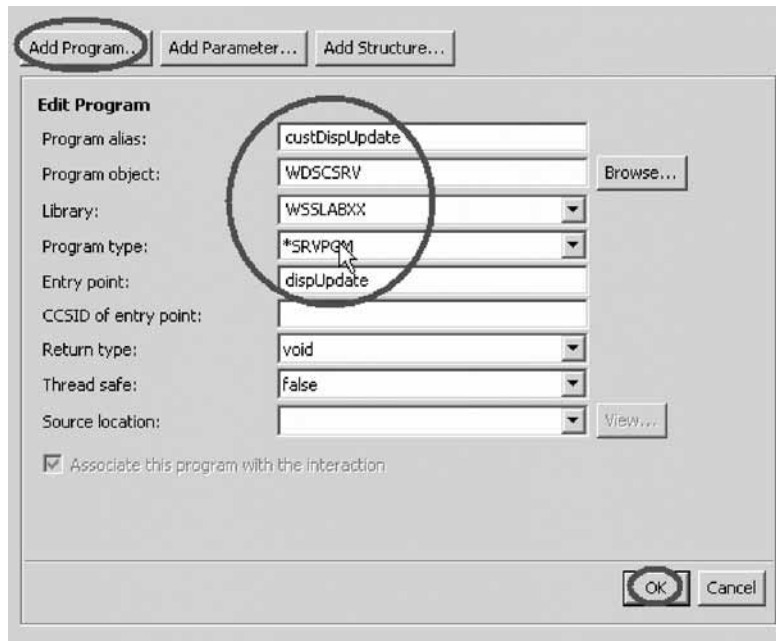 Add Program... Add Parameter... Add Structure...
Edit Program
Program alias: custDispUpdate
Program object: WDSCSRV Browse...
Library: WSSLABXX
Program type: *SRVPGM
Entry point: dispUpdate
CCSID of entry point:
Return type: void
Thread safe: false
Source location: View...
Associate this program with the interaction
OK Cancel